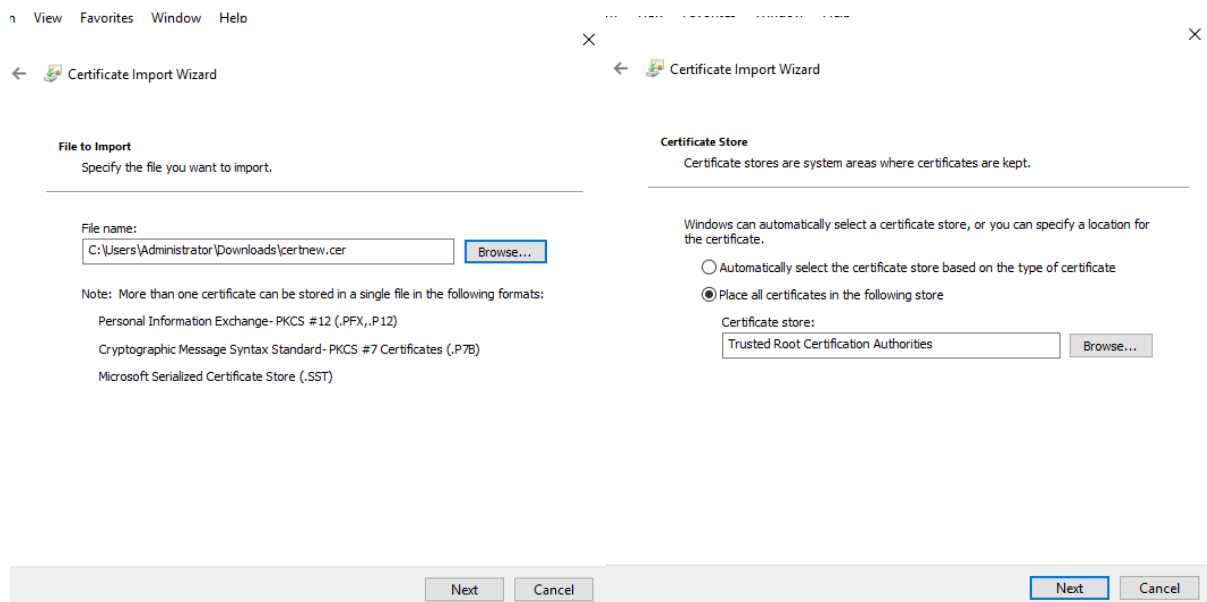 View Favorites Window Help
Certificate Import Wizard
File to Import
Specify the file you want to import.
File name:
C:\Users\Administrator\Downloads\certnew.cer
Browse...
Note: More than one certificate can be stored in a single file in the following formats:
Personal Information Exchange- PKCS #12 (.PFX,.P12)
Cryptographic Message Syntax Standard- PKCS #7 Certificates (.P7B)
Microsoft Serialized Certificate Store (.SST)
Next Cancel
Certificate Import Wizard
Certificate Store
Certificate stores are system areas where certificates are kept.
Windows can automatically select a certificate store, or you can specify a location for
the certificate.
Automatically select the certificate store based on the type of certificate
Place all certificates in the following store
Certificate store:
Trusted Root Certification Authorities
Browse...
Next Cancel